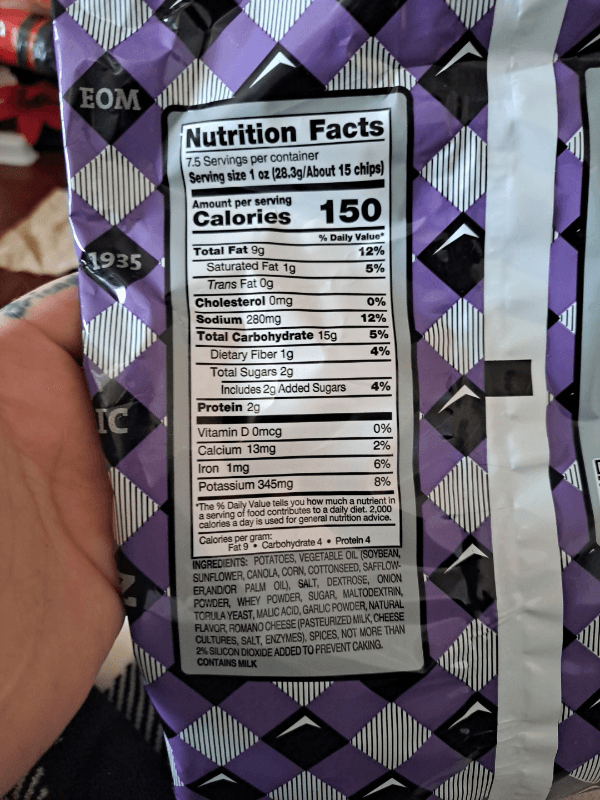 EOM
1935
IC
Nutrition Facts
7.5 Servings per container
Serving size 1 oz (28.3g/About 15 chips)
Amount per serving
Calories 150
% Daily Value*
Total Fat 9g 12%
Saturated Fat 1g 5%
Trans Fat 0g
Cholesterol 0mg 0%
Sodium 280mg 12%
Total Carbohydrate 15g 5%
Dietary Fiber 1g 4%
Total Sugars 2g
Includes 2g Added Sugars 4%
Protein 2g
Vitamin D 0mcg 0%
Calcium 13mg 2%
Iron 1mg 6%
Potassium 345mg 8%
*The % Daily Value tells you how much a nutrient in
a serving of food contributes to a daily diet. 2,000
calories a day is used for general nutrition advice.
Calories per gram:
Fat 9 • Carbohydrate 4 • Protein 4
INGREDIENTS: POTATOES, VEGETABLE OIL (SOYBEAN,
SUNFLOWER, CANOLA, CORN, COTTONSEED, SAFFLOW-
ER,AND/OR PALM OIL), SALT, DEXTROSE, ONION
POWDER, WHEY POWDER, SUGAR, MALTODEXTRIN,
TORULA YEAST, MALIC ACID, GARLIC POWDER, NATURAL
FLAVOR, ROMANO CHEESE (PASTEURIZED MILK, CHEESE
CULTURES, SALT, ENZYMES), SPICES, NOT MORE THAN
2% SILICON DIOXIDE ADDED TO PREVENT CAKING.
CONTAINS MILK